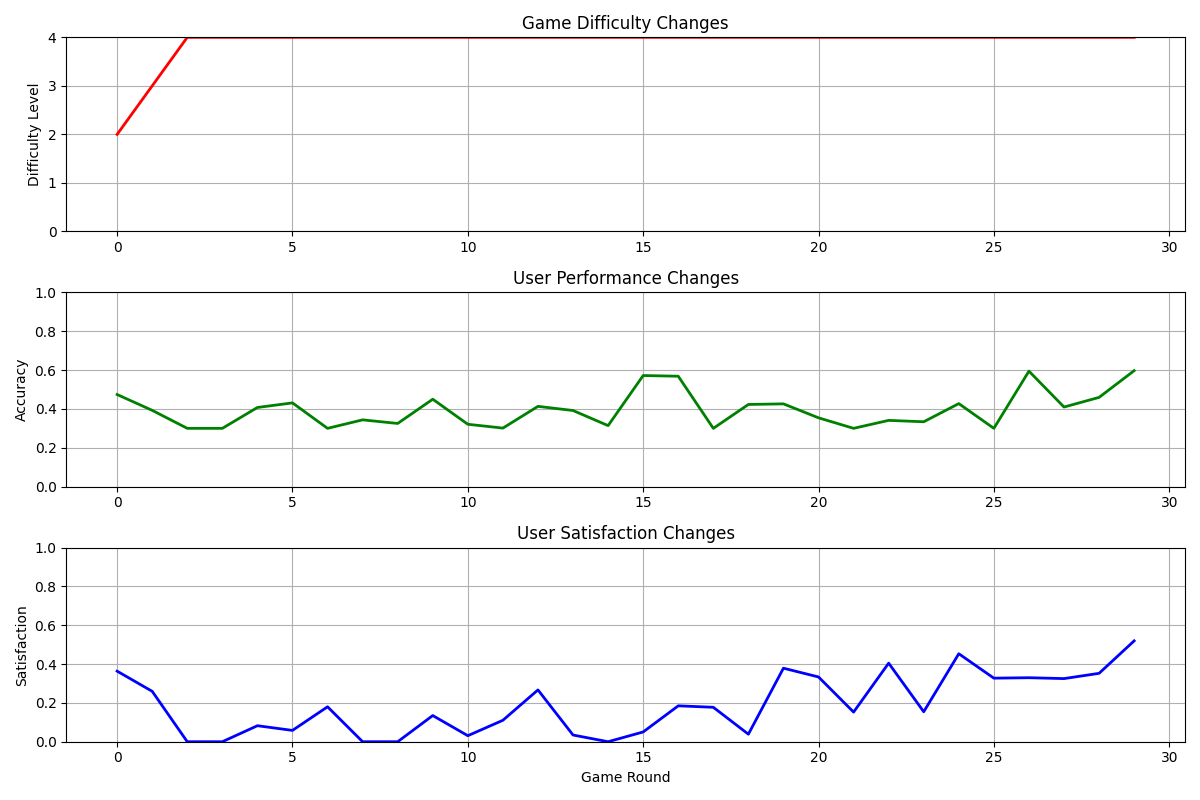 Game Difficulty Changes
Difficulty Level
4
3
2
1
0
0 5 10 15 20 25 30
User Performance Changes
Accuracy
1.0
0.8
0.6
0.4
0.2
0.0
0 5 10 15 20 25 30
User Satisfaction Changes
Satisfaction
1.0
0.8
0.6
0.4
0.2
0.0
0 5 10 15 20 25 30
Game Round